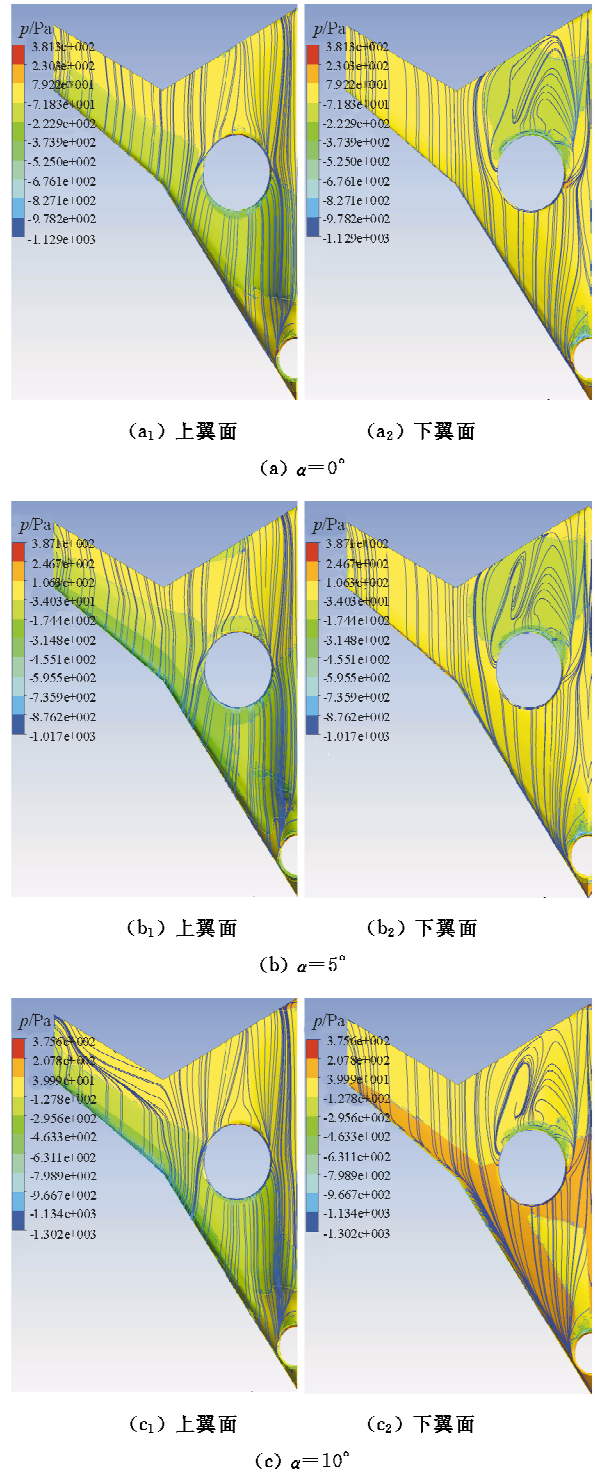 p/Pa
3.813e+002
2.303e+002
7.922e+001
-7.183e+001
-2.229e+002
-3.739e+002
-5.250e+002
-6.761e+002
-8.271e+002
-9.782e+002
-1.129e+003
p/Pa
3.813e+002
2.303e+002
7.922e+001
-7.183e+001
-2.229e+002
-3.739e+002
-5.250e+002
-6.761e+002
-8.271e+002
-9.782e+002
-1.129e+003
(a₁) 上翼面
(a₂) 下翼面
(a) α=0°
p/Pa
3.871e+002
2.467e+002
1.063e+002
-3.403e+001
-1.744e+002
-3.148e+002
-4.551e+002
-5.955e+002
-7.359e+002
-8.762e+002
-1.017e+003
p/Pa
3.871e+002
2.467e+002
1.063e+002
-3.403e+001
-1.744e+002
-3.148e+002
-4.551e+002
-5.955e+002
-7.359e+002
-8.762e+002
-1.017e+003
(b₁) 上翼面
(b₂) 下翼面
(b) α=5°
p/Pa
3.756e+002
2.078e+002
3.999e+001
-1.278e+002
-2.956e+002
-4.633e+002
-6.311e+002
-7.989e+002
-9.667e+002
-1.134e+003
-1.302e+003
p/Pa
3.756e+002
2.078e+002
3.999e+001
-1.278e+002
-2.956e+002
-4.633e+002
-6.311e+002
-7.989e+002
-9.667e+002
-1.134e+003
-1.302e+003
(c₁) 上翼面
(c₂) 下翼面
(c) α=10°